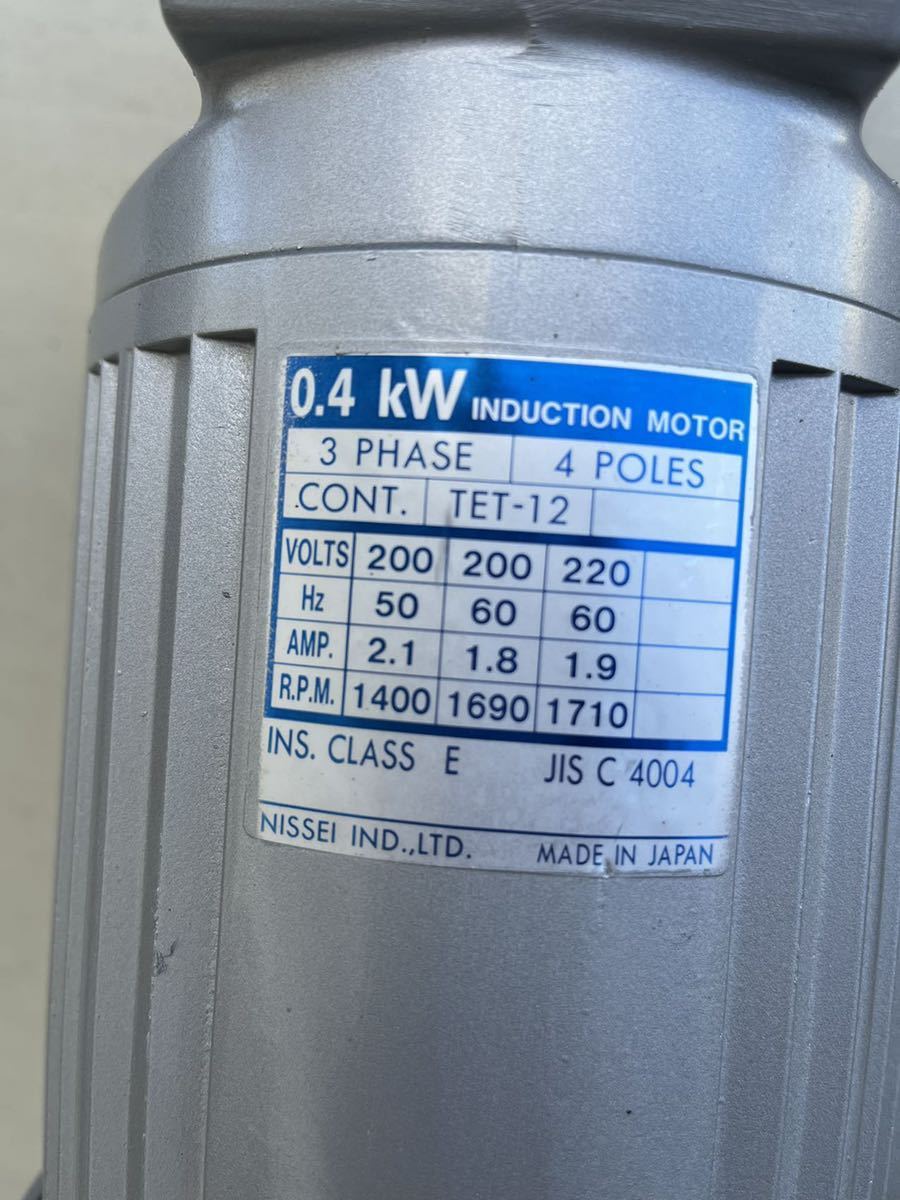 0.4 kW INDUCTION MOTOR
3 PHASE 4 POLES
CONT. TET-12
VOLTS 200 200 220
Hz 50 60 60
AMP. 2.1 1.8 1.9
R.P.M. 1400 1690 1710
INS. CLASS E JIS C 4004
NISSEI IND.,LTD. MADE IN JAPAN